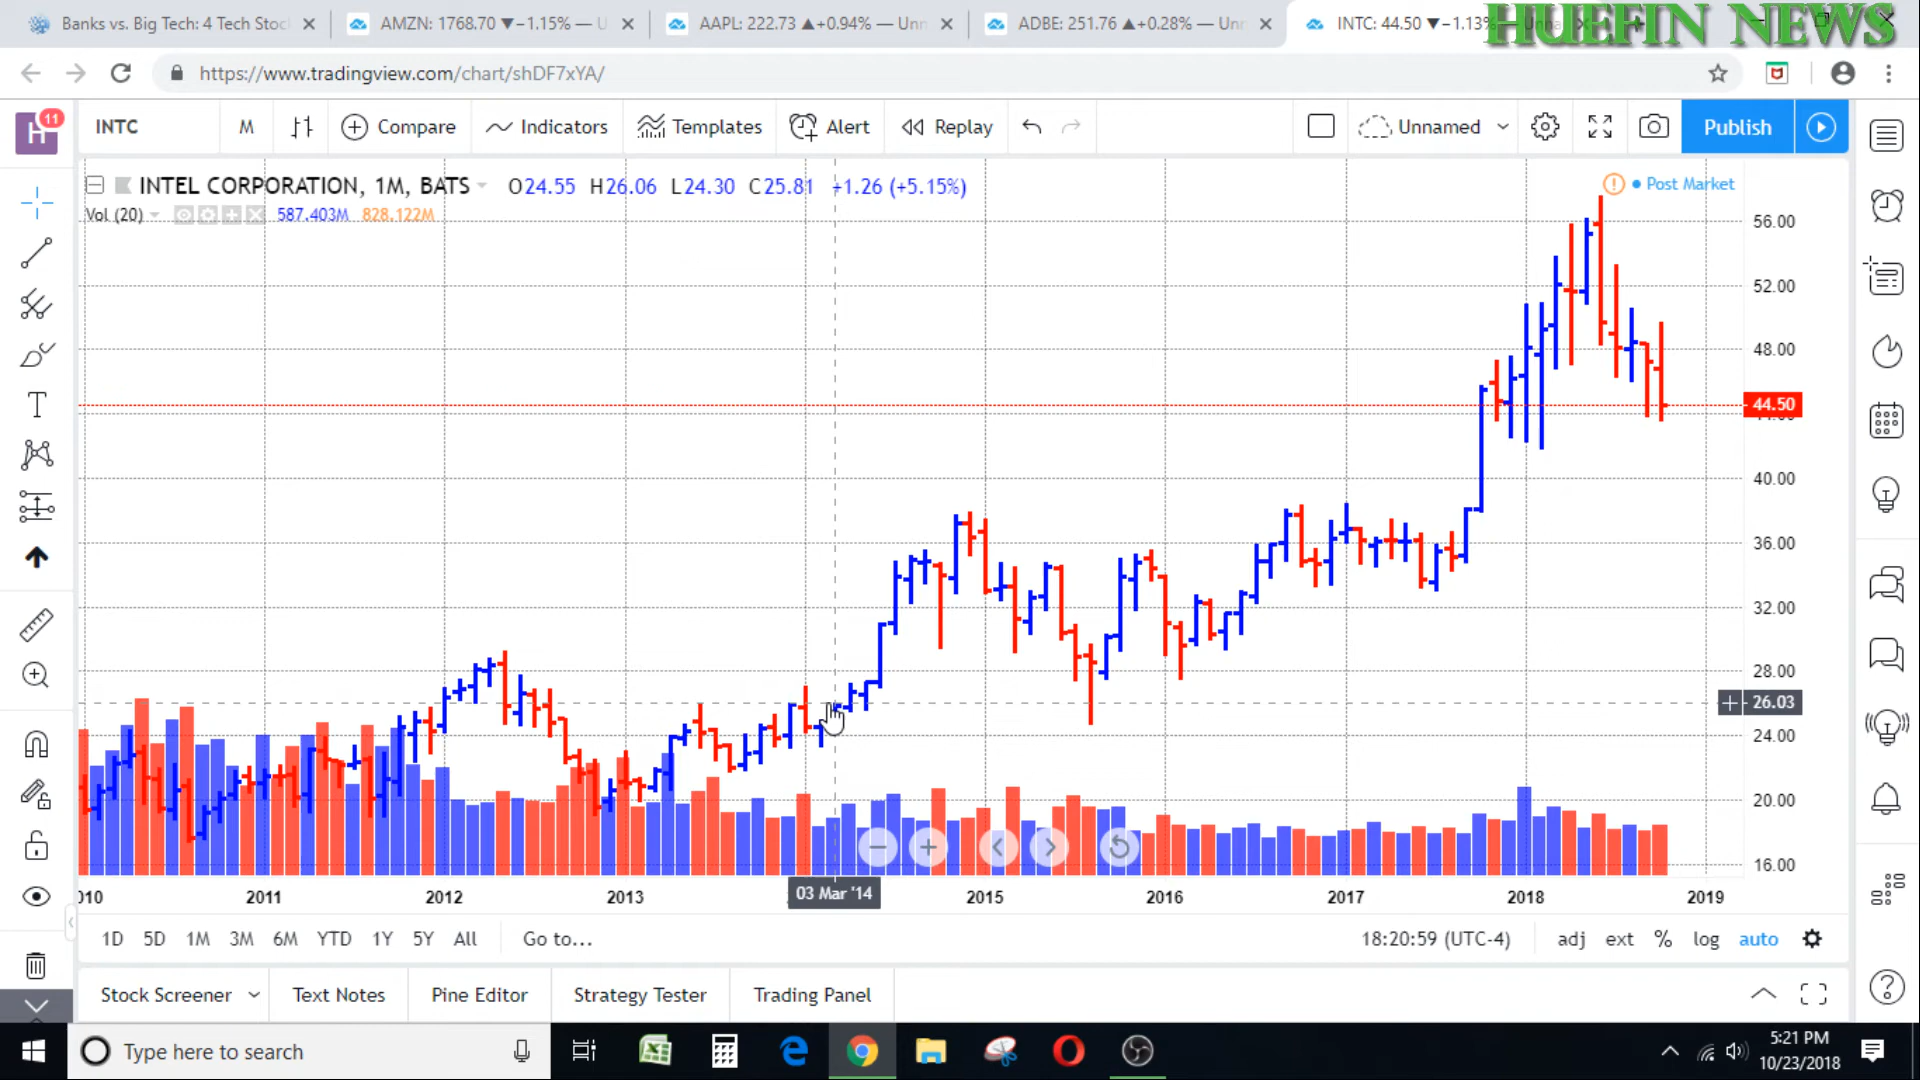 Banks vs. Big Tech: 4 Tech Stoc
AMZN: 1768.70 ▼−1.15% — U
AAPL: 222.73 ▲+0.94% — Unn
ADBE: 251.76 ▲+0.28% — Unn
INTC: 44.50 ▼−1.13%
HUEFIN NEWS
https://www.tradingview.com/chart/shDF7xYA/
H
11
INTC
M
Compare
Indicators
Templates
Alert
Replay
Unnamed
Publish
INTEL CORPORATION, 1M, BATS
O24.55 H26.06 L24.30 C25.81 +1.26 (+5.15%)
Post Market
Vol (20)
587.403M 828.122M
56.00
52.00
48.00
44.50
40.00
36.00
32.00
28.00
26.03
24.00
20.00
16.00
010 2011 2012 2013 03 Mar '14 2015 2016 2017 2018 2019
1D 5D 1M 3M 6M YTD 1Y 5Y All Go to...
18:20:59 (UTC-4) adj ext % log auto
Stock Screener Text Notes Pine Editor Strategy Tester Trading Panel
Type here to search
5:21 PM
10/23/2018